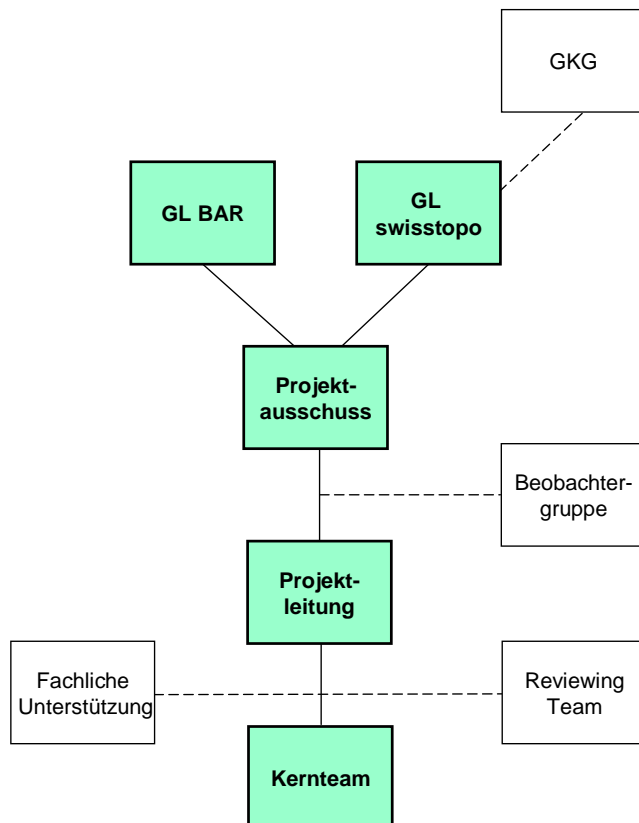 GKG
GL BAR
GL
swisstopo
Projekt-
ausschuss
Beobachter-
gruppe
Projekt-
leitung
Fachliche
Unterstützung
Reviewing
Team
Kernteam